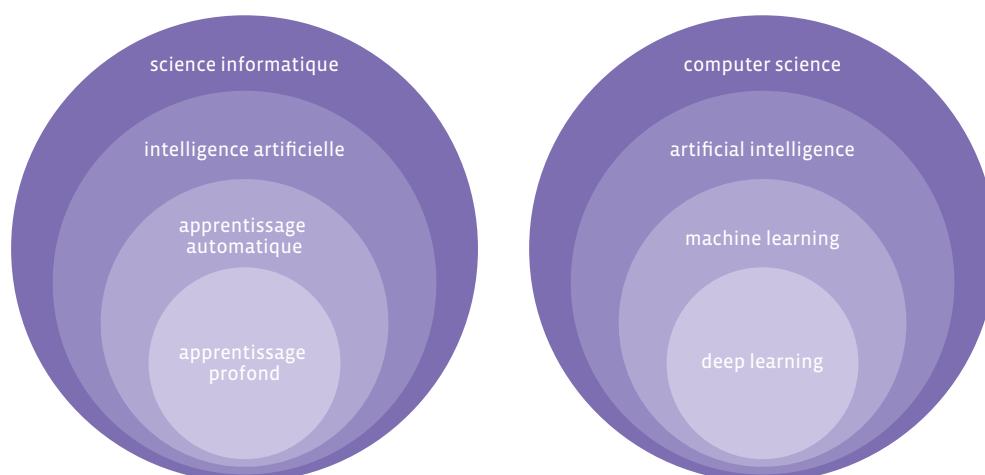 science informatique
intelligence artificielle
apprentissage
automatique
apprentissage
profond
computer science
artificial intelligence
machine learning
deep learning